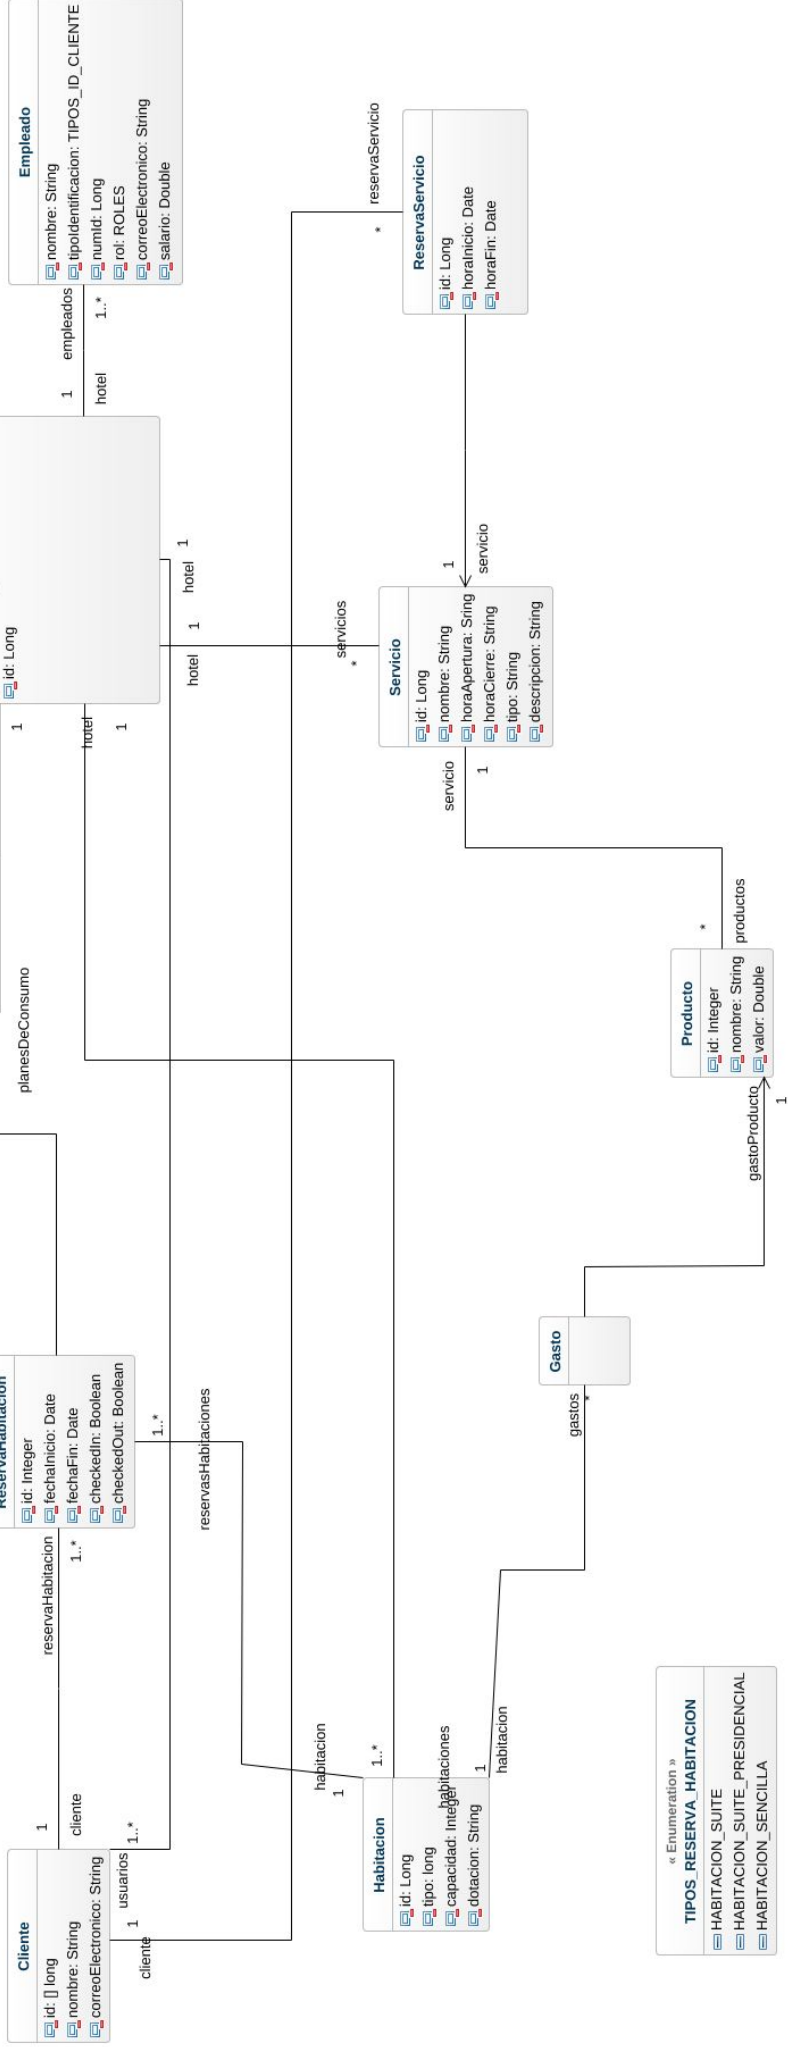 Empleado
nombre: String
tipoIdentificacion: TIPOS_ID_CLIENTE
numId: Long
rol: ROLES
correoElectronico: String
salario: Double
empleados
1..*
1
hotel
id: Long
1
hotel
1
hotel
1
hotel
1
servicios
*
reservaServicio
*
ReservaServicio
id: Long
horaInicio: Date
horaFin: Date
1
servicio
Servicio
id: Long
nombre: String
horaApertura: Sring
horaCierre: String
tipo: String
descripcion: String
servicio
1
*
productos
Producto
id: Integer
nombre: String
valor: Double
gastoProducto
1
planesDeConsumo
ReservaHabitacion
id: Integer
fechaInicio: Date
fechaFin: Date
checkedIn: Boolean
checkedOut: Boolean
reservaHabitacion
1..*
1..*
reservasHabitaciones
Gasto
gastos
*
1
cliente
Cliente
id: [] long
nombre: String
correoElectronico: String
1..*
usuarios
1
cliente
habitacion
1
1..*
habitaciones
1
habitacion
Habitacion
id: Long
tipo: long
capacidad: Integer
dotacion: String
« Enumeration »
TIPOS_RESERVA_HABITACION
HABITACION_SUITE
HABITACION_SUITE_PRESIDENCIAL
HABITACION_SENCILLA